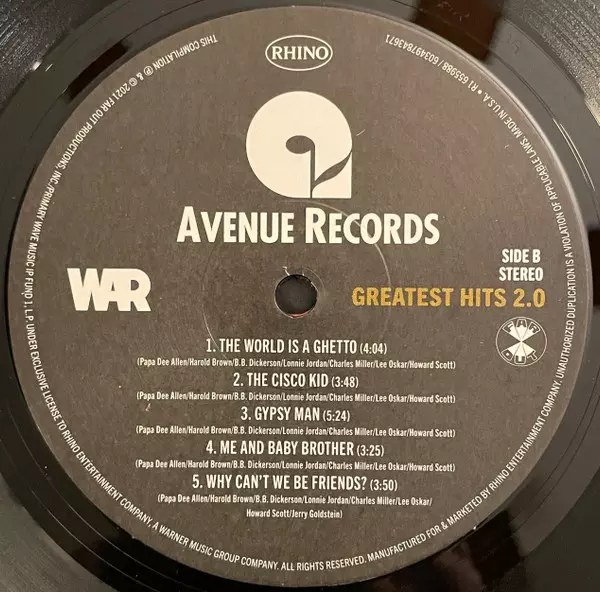 RHINO
AVENUE RECORDS
SIDE B
STEREO
WAR
GREATEST HITS 2.0
1. THE WORLD IS A GHETTO (4:04)
(Papa Dee Allen/Harold Brown/B.B. Dickerson/Lonnie Jordan/Charles Miller/Lee Oskar/Howard Scott)
2. THE CISCO KID (3:48)
(Papa Dee Allen/Harold Brown/B.B. Dickerson/Lonnie Jordan/Charles Miller/Lee Oskar/Howard Scott)
3. GYPSY MAN (5:24)
(Papa Dee Allen/Harold Brown/B.B. Dickerson/Lonnie Jordan/Charles Miller/Lee Oskar/Howard Scott)
4. ME AND BABY BROTHER (3:25)
(Papa Dee Allen/Harold Brown/B.B. Dickerson/Lonnie Jordan/Charles Miller/Lee Oskar/Howard Scott)
5. WHY CAN'T WE BE FRIENDS? (3:50)
(Papa Dee Allen/Harold Brown/B.B. Dickerson/Lonnie Jordan/Charles Miller/Lee Oskar/
Howard Scott/Jerry Goldstein)
THIS COMPILATION ℗ & © 2021 FAR OUT PRODUCTIONS, INC./PRIMARY WAVE MUSIC IP FUND 1, L.P. UNDER EXCLUSIVE LICENSE TO RHINO ENTERTAINMENT COMPANY, A WARNER MUSIC GROUP COMPANY. ALL RIGHTS RESERVED. MANUFACTURED FOR & MARKETED BY RHINO ENTERTAINMENT COMPANY. UNAUTHORIZED DUPLICATION IS A VIOLATION OF APPLICABLE LAWS. MADE IN U.S.A. • R1 655988 / 603497843671
FAR OUT